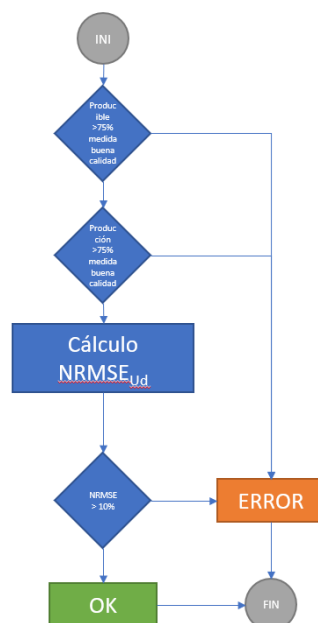 INI
Produc
ible
>75%
medida
buena
calidad
Produc
ción
>75%
medida
buena
calidad
Cálculo
NRMSE_Ud
NRMSE
> 10%
ERROR
OK
FIN